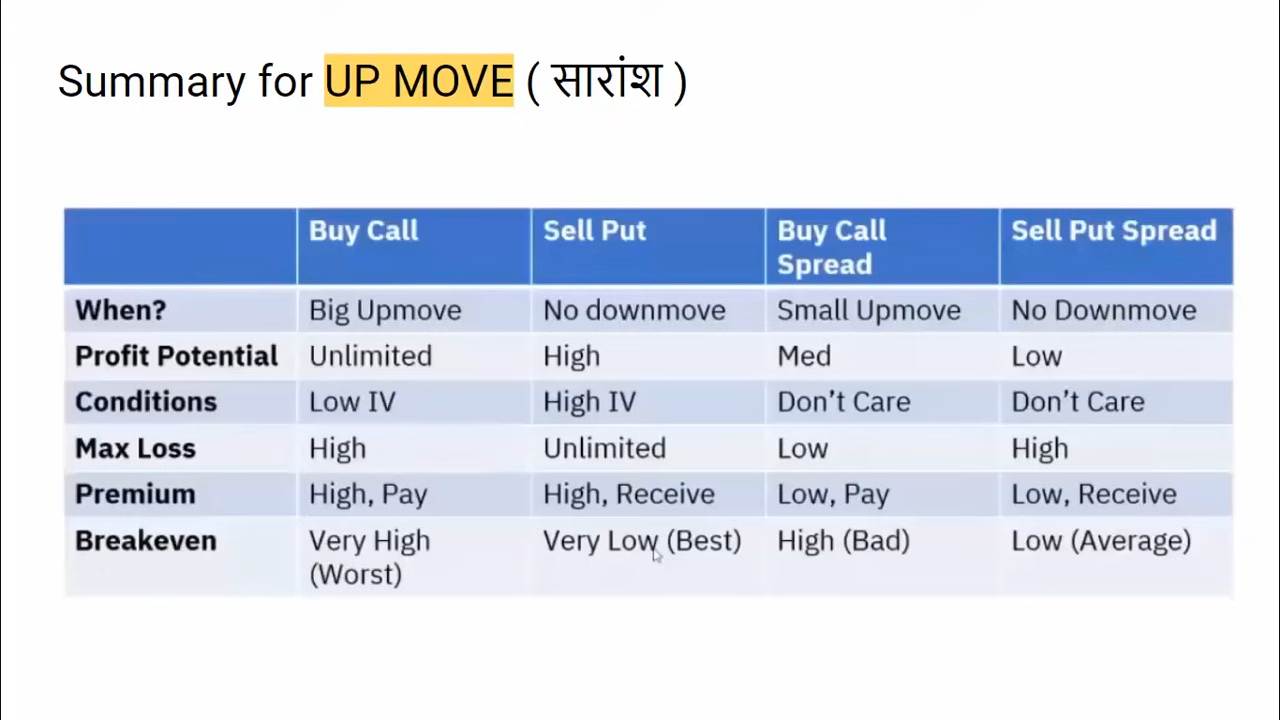 Summary for UP MOVE ( सारांश )
Buy Call Sell Put Buy Call Spread Sell Put Spread
When? Big Upmove No downmove Small Upmove No Downmove
Profit Potential Unlimited High Med Low
Conditions Low IV High IV Don’t Care Don’t Care
Max Loss High Unlimited Low High
Premium High, Pay High, Receive Low, Pay Low, Receive
Breakeven Very High (Worst) Very Low (Best) High (Bad) Low (Average)